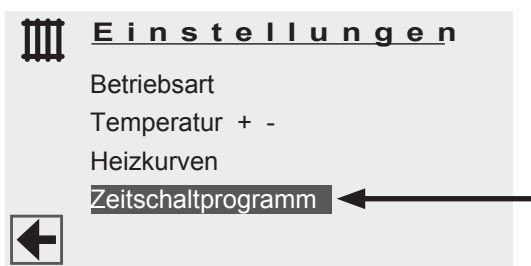 Einstellungen
Betriebsart
Temperatur + -
Heizkurven
Zeitschaltprogramm